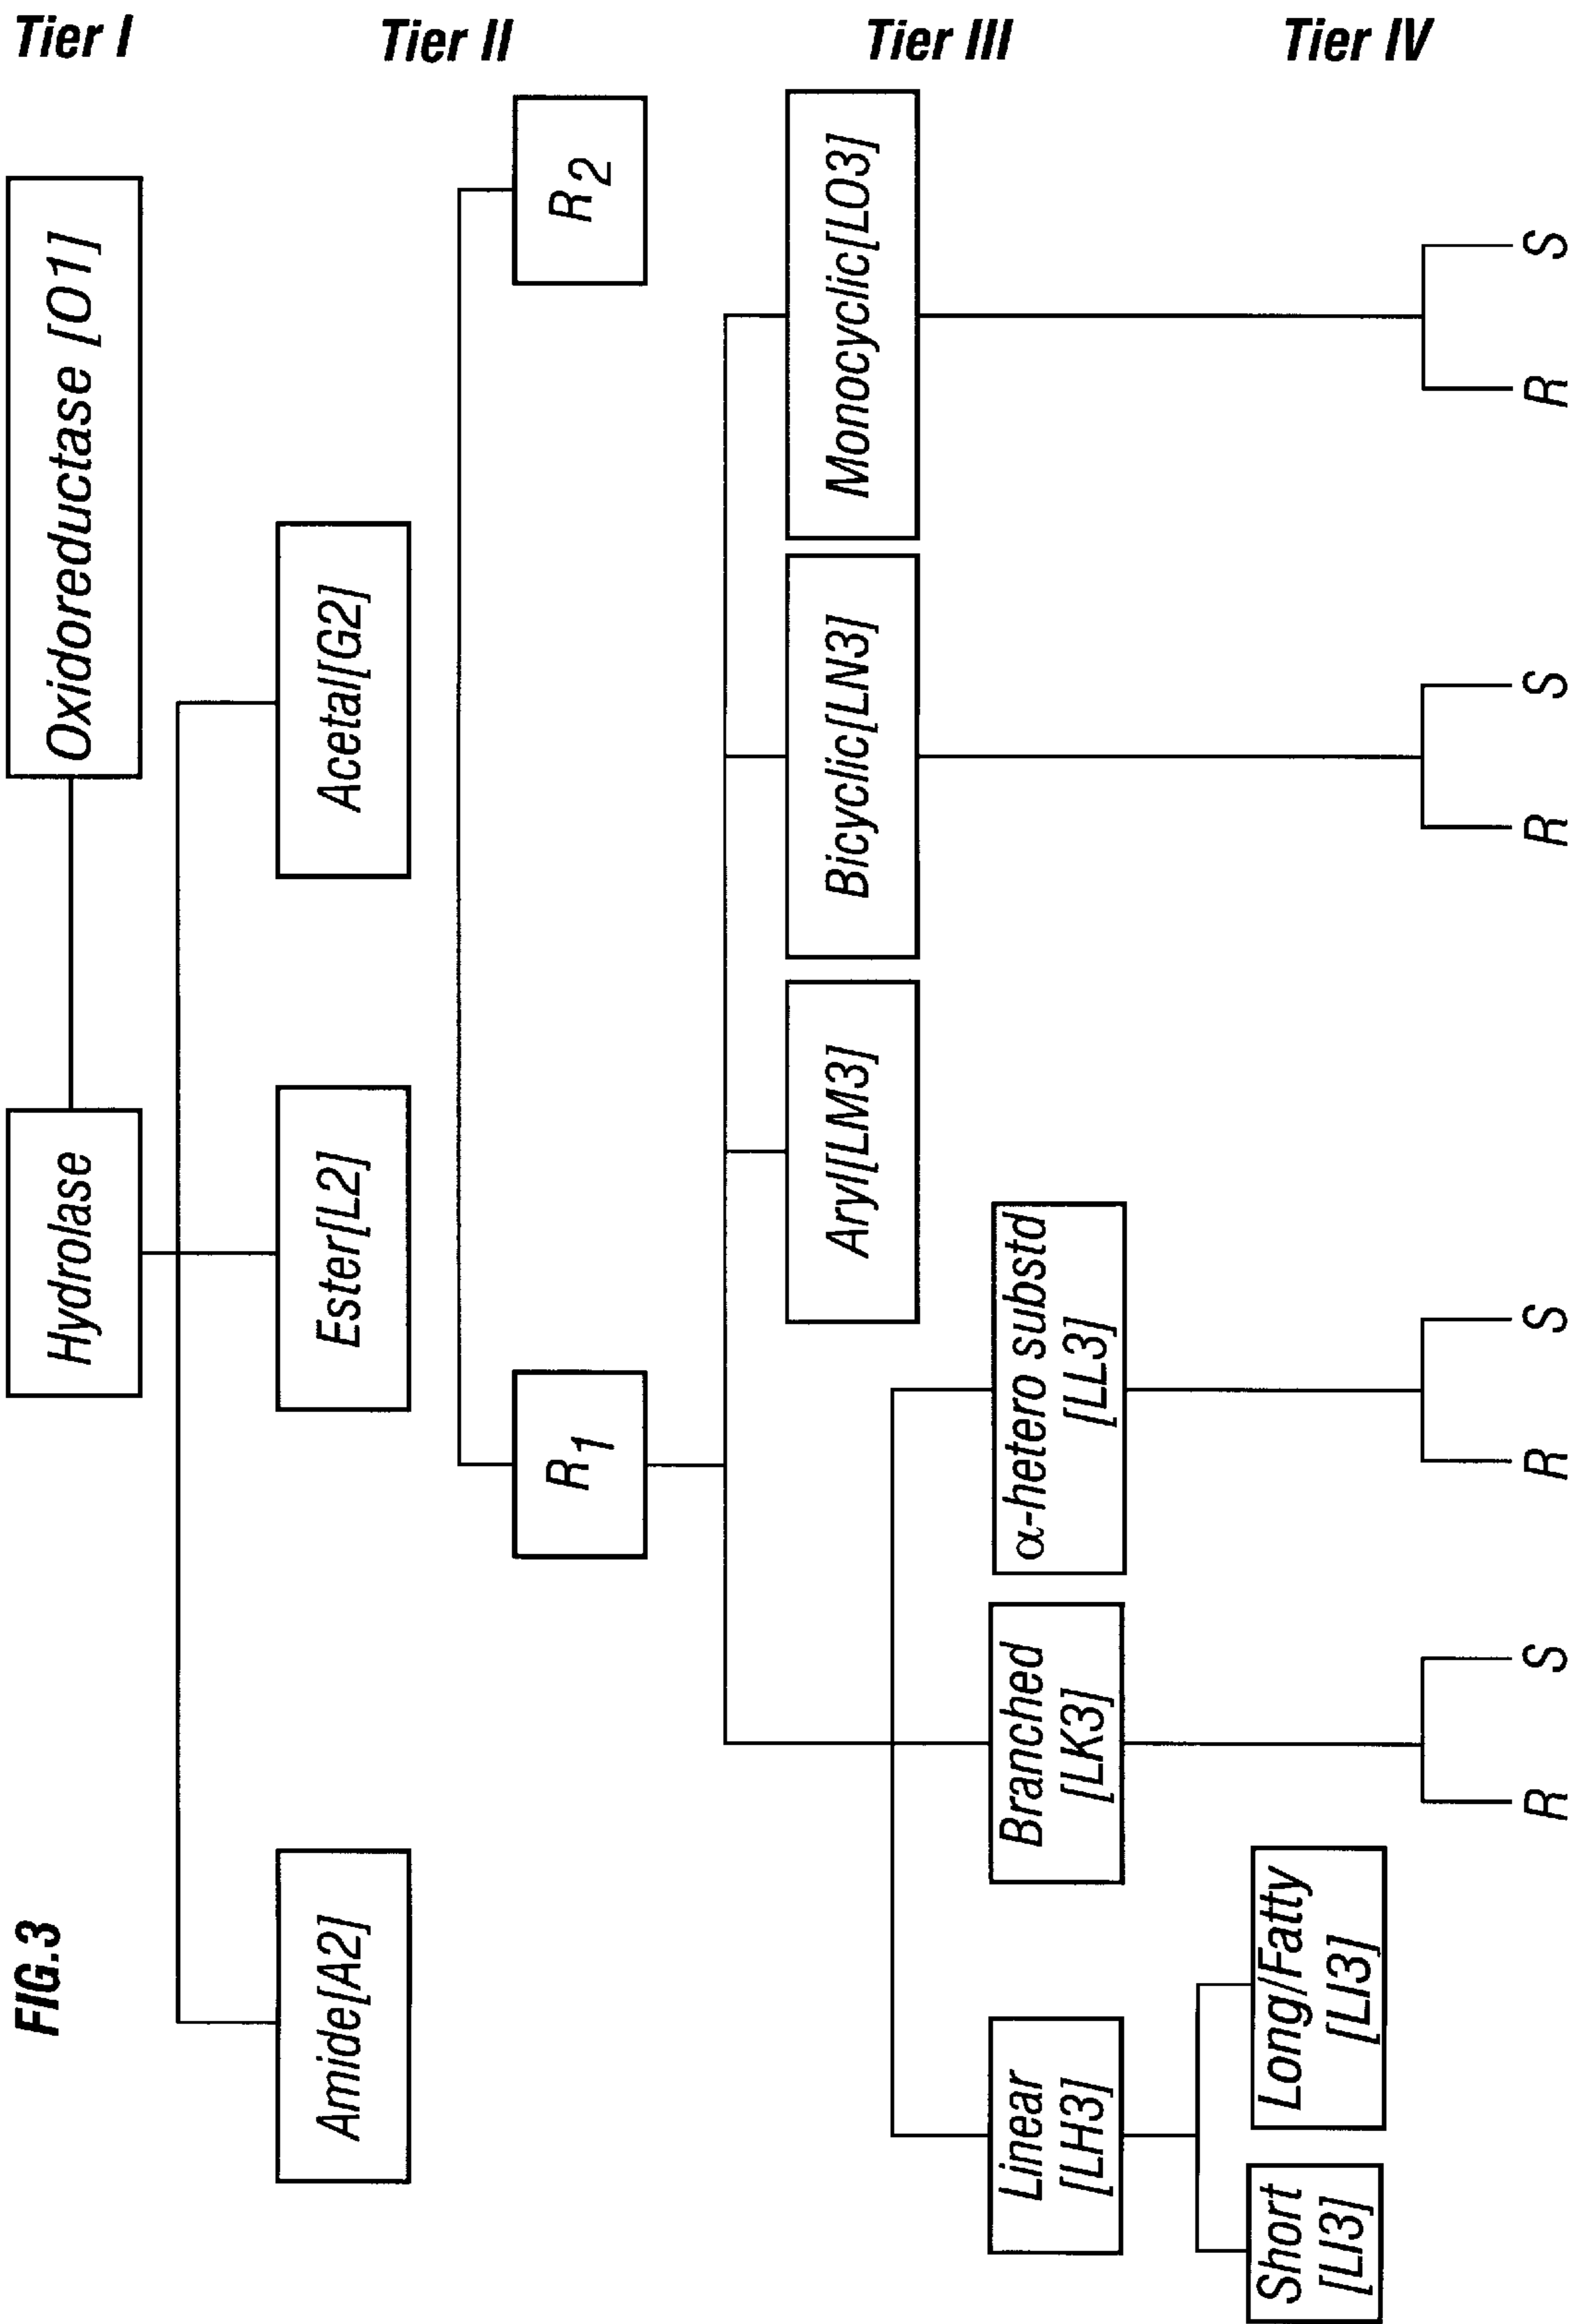 FIG.3
Tier I
Hydrolase
Oxidoreductase [O1]
Tier II
Amide[A2]
Ester[L2]
Acetal[G2]
R1
R2
Tier III
Aryl[LM3]
Bicyclic[LN3]
Monocyclic[LO3]
Linear
[LH3]
Branched
[LK3]
α-hetero substd
[LL3]
Tier IV
Short
[LI3]
Long/Fatty
[LI3]
R
S
R
S
R
S
R
S